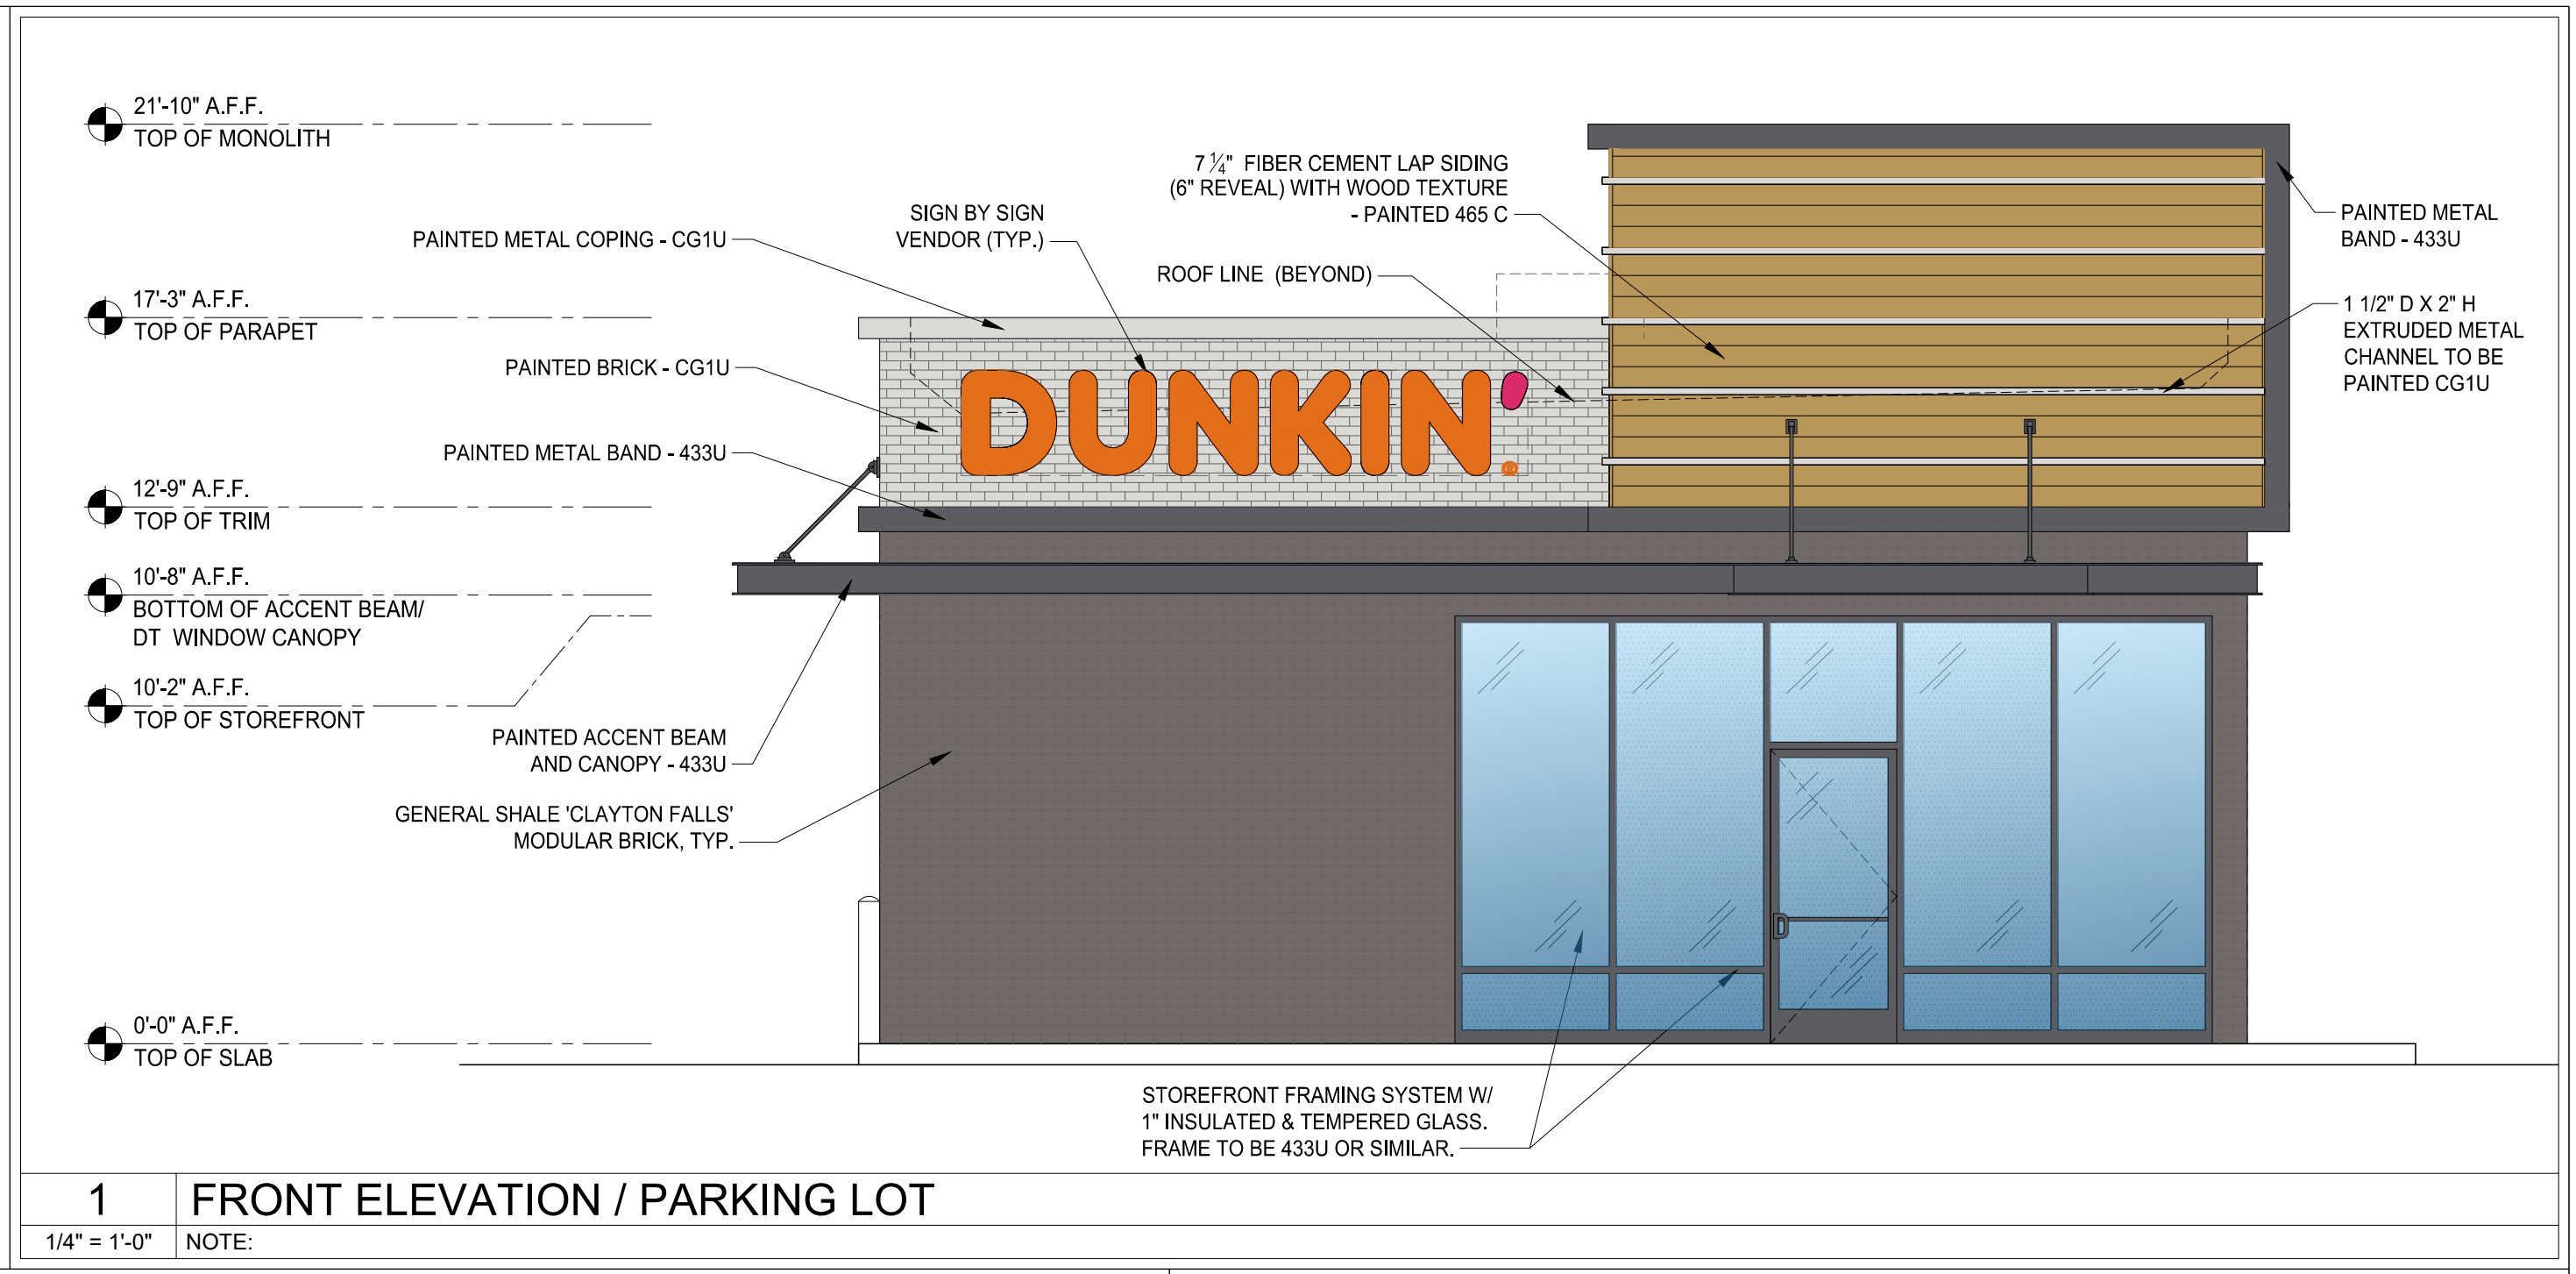 21'-10" A.F.F.
TOP OF MONOLITH
17'-3" A.F.F.
TOP OF PARAPET
12'-9" A.F.F.
TOP OF TRIM
10'-8" A.F.F.
BOTTOM OF ACCENT BEAM/
DT WINDOW CANOPY
10'-2" A.F.F.
TOP OF STOREFRONT
0'-0" A.F.F.
TOP OF SLAB
PAINTED METAL COPING - CG1U
PAINTED BRICK - CG1U
PAINTED METAL BAND - 433U
PAINTED ACCENT BEAM
AND CANOPY - 433U
GENERAL SHALE 'CLAYTON FALLS'
MODULAR BRICK, TYP.
SIGN BY SIGN
VENDOR (TYP.)
7 1/4" FIBER CEMENT LAP SIDING
(6" REVEAL) WITH WOOD TEXTURE
- PAINTED 465 C
ROOF LINE (BEYOND)
DUNKIN'
®
PAINTED METAL
BAND - 433U
1 1/2" D X 2" H
EXTRUDED METAL
CHANNEL TO BE
PAINTED CG1U
STOREFRONT FRAMING SYSTEM W/
1" INSULATED & TEMPERED GLASS.
FRAME TO BE 433U OR SIMILAR.
1
FRONT ELEVATION / PARKING LOT
1/4" = 1'-0"
NOTE: